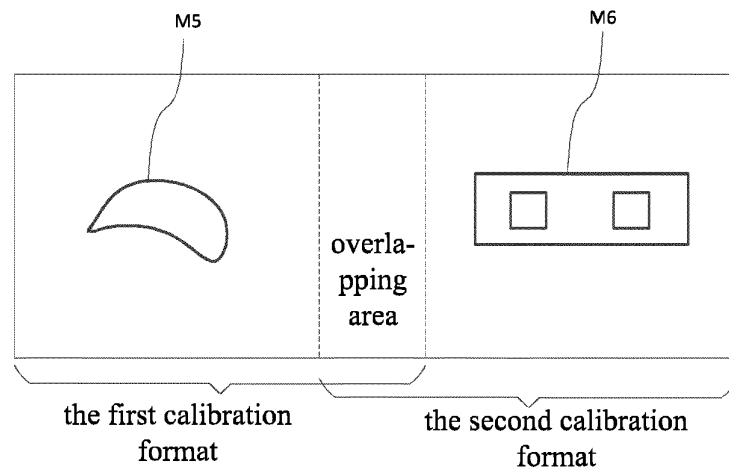 M5
M6
overla-
pping
area
the first calibration
format
the second calibration
format